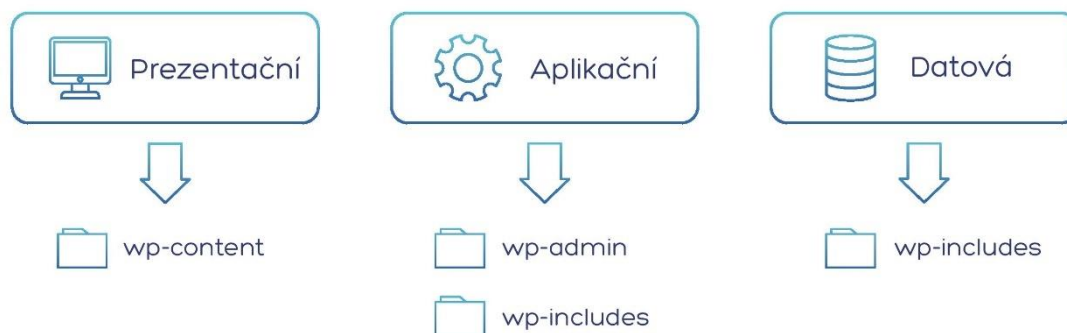 Prezentační
Aplikační
Datová
wp-content
wp-admin
wp-includes
wp-includes